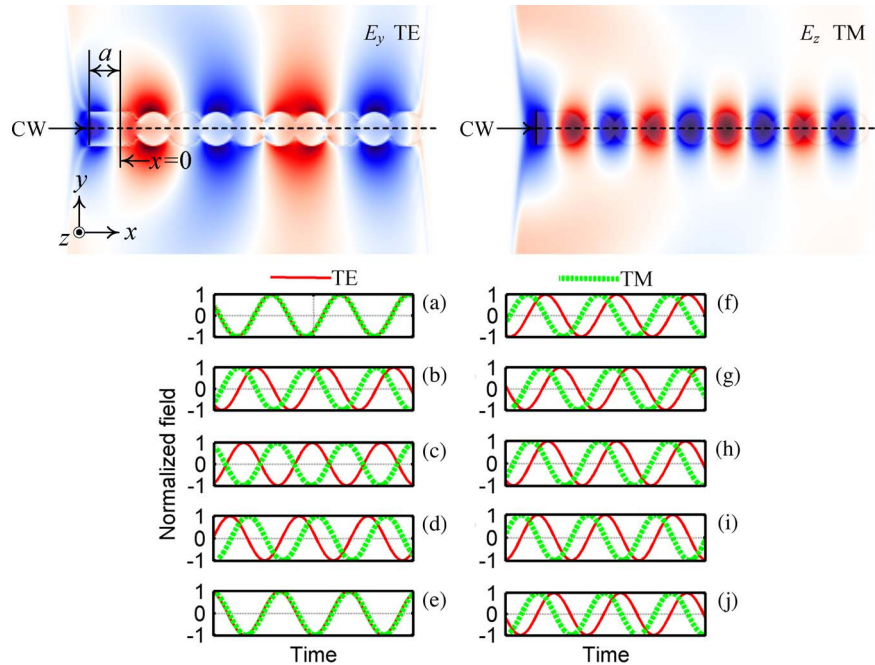 E_y TE
a
CW
x=0
y
z
x
E_z TM
CW
TE
TM
Normalized field
1
0
-1
(a)
1
0
-1
(b)
1
0
-1
(c)
1
0
-1
(d)
1
0
-1
(e)
Time
1
0
-1
(f)
1
0
-1
(g)
1
0
-1
(h)
1
0
-1
(i)
1
0
-1
(j)
Time